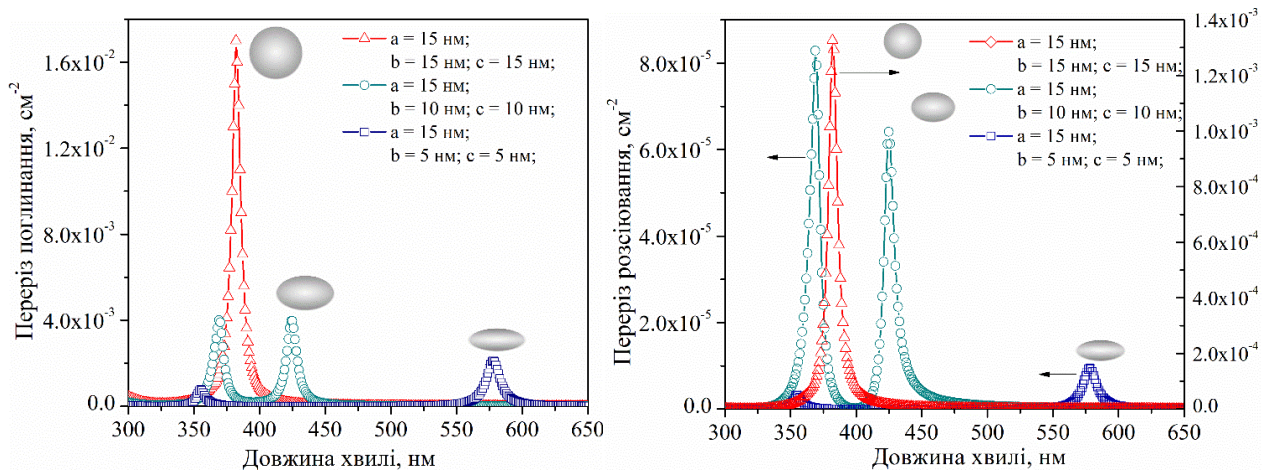 Переріз поглинання, см⁻²
1.6x10⁻²
1.2x10⁻²
8.0x10⁻³
4.0x10⁻³
0.0
300 350 400 450 500 550 600 650
Довжина хвилі, нм
a = 15 нм;
b = 15 нм; c = 15 нм;
a = 15 нм;
b = 10 нм; c = 10 нм;
a = 15 нм;
b = 5 нм; c = 5 нм;
Переріз розсіювання, см⁻²
8.0x10⁻⁵
6.0x10⁻⁵
4.0x10⁻⁵
2.0x10⁻⁵
0.0
300 350 400 450 500 550 600 650
Довжина хвилі, нм
a = 15 нм;
b = 15 нм; c = 15 нм;
a = 15 нм;
b = 10 нм; c = 10 нм;
a = 15 нм;
b = 5 нм; c = 5 нм;
1.4x10⁻³
1.2x10⁻³
1.0x10⁻³
8.0x10⁻⁴
6.0x10⁻⁴
4.0x10⁻⁴
2.0x10⁻⁴
0.0